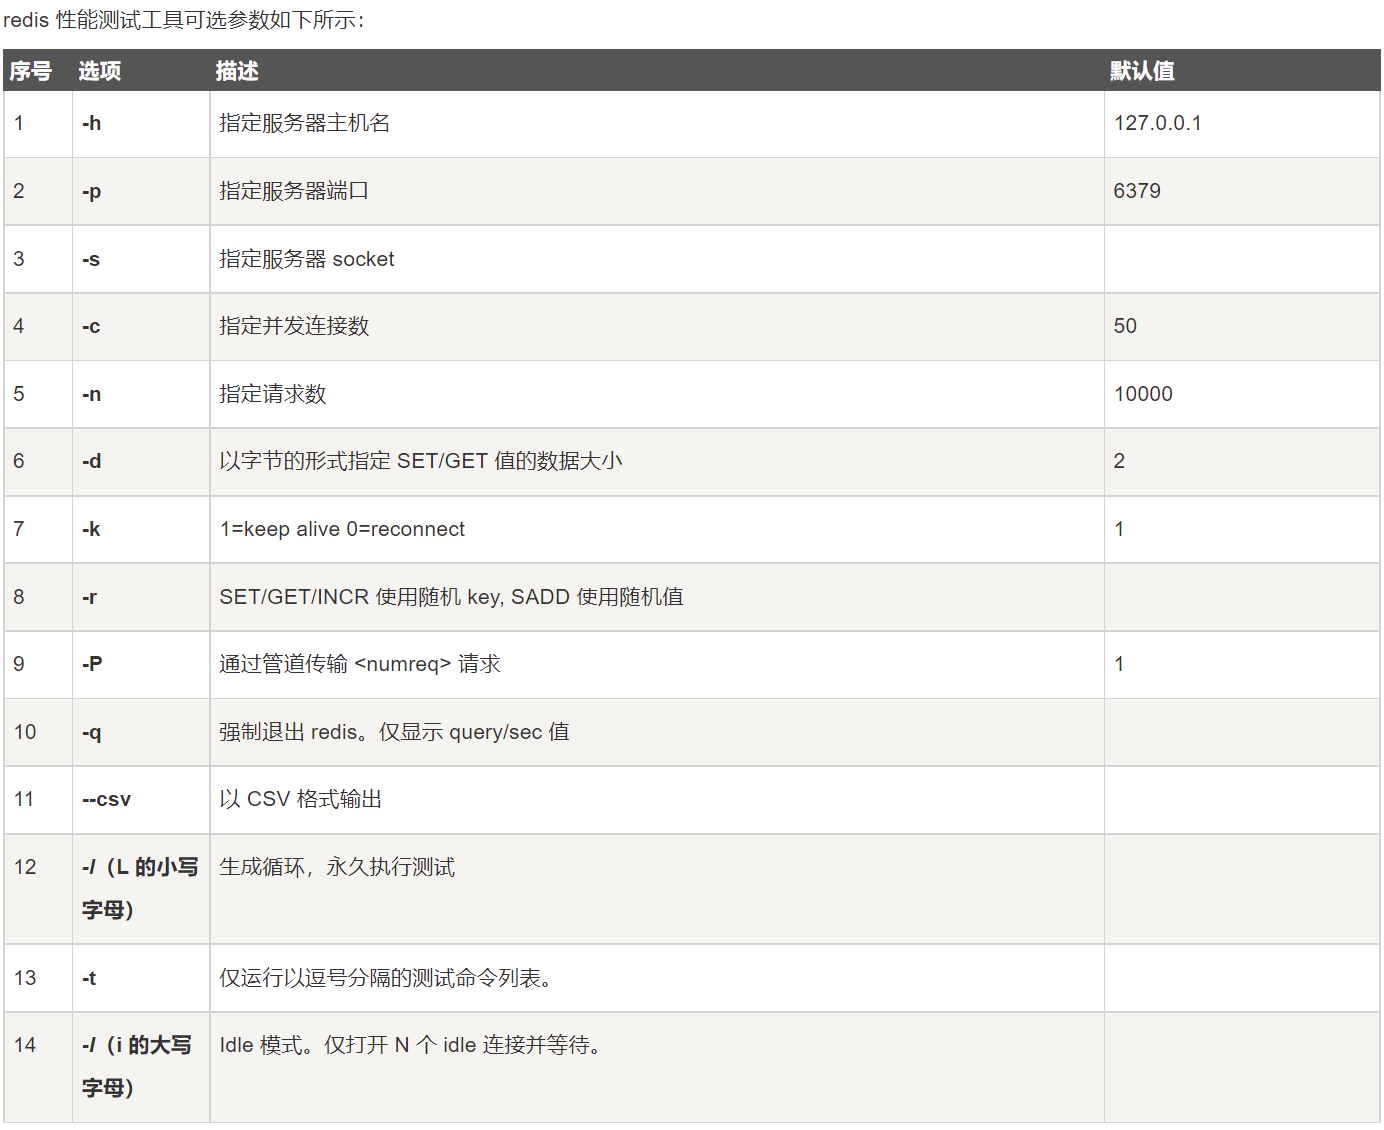 redis 性能测试工具可选参数如下所示：
序号 选项 描述 默认值
1 -h 指定服务器主机名 127.0.0.1
2 -p 指定服务器端口 6379
3 -s 指定服务器 socket
4 -c 指定并发连接数 50
5 -n 指定请求数 10000
6 -d 以字节的形式指定 SET/GET 值的数据大小 2
7 -k 1=keep alive 0=reconnect 1
8 -r SET/GET/INCR 使用随机 key, SADD 使用随机值
9 -P 通过管道传输 <numreq> 请求 1
10 -q 强制退出 redis。仅显示 query/sec 值
11 --csv 以 CSV 格式输出
12 -l（L 的小写 生成循环，永久执行测试
字母）
13 -t 仅运行以逗号分隔的测试命令列表。
14 -I（i 的大写 Idle 模式。仅打开 N 个 idle 连接并等待。
字母）